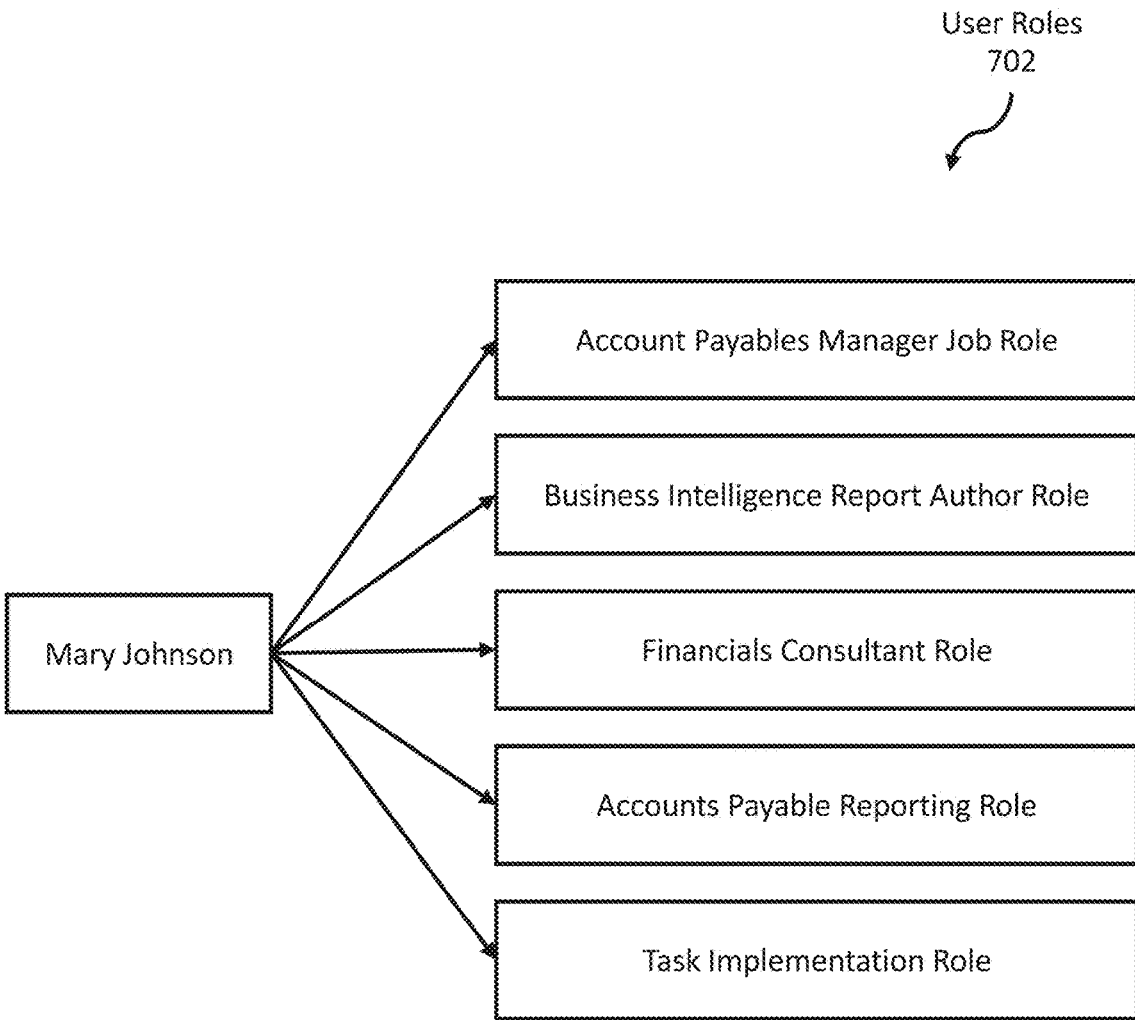 User Roles
702
Account Payables Manager Job Role
Business Intelligence Report Author Role
Mary Johnson
Financials Consultant Role
Accounts Payable Reporting Role
Task Implementation Role